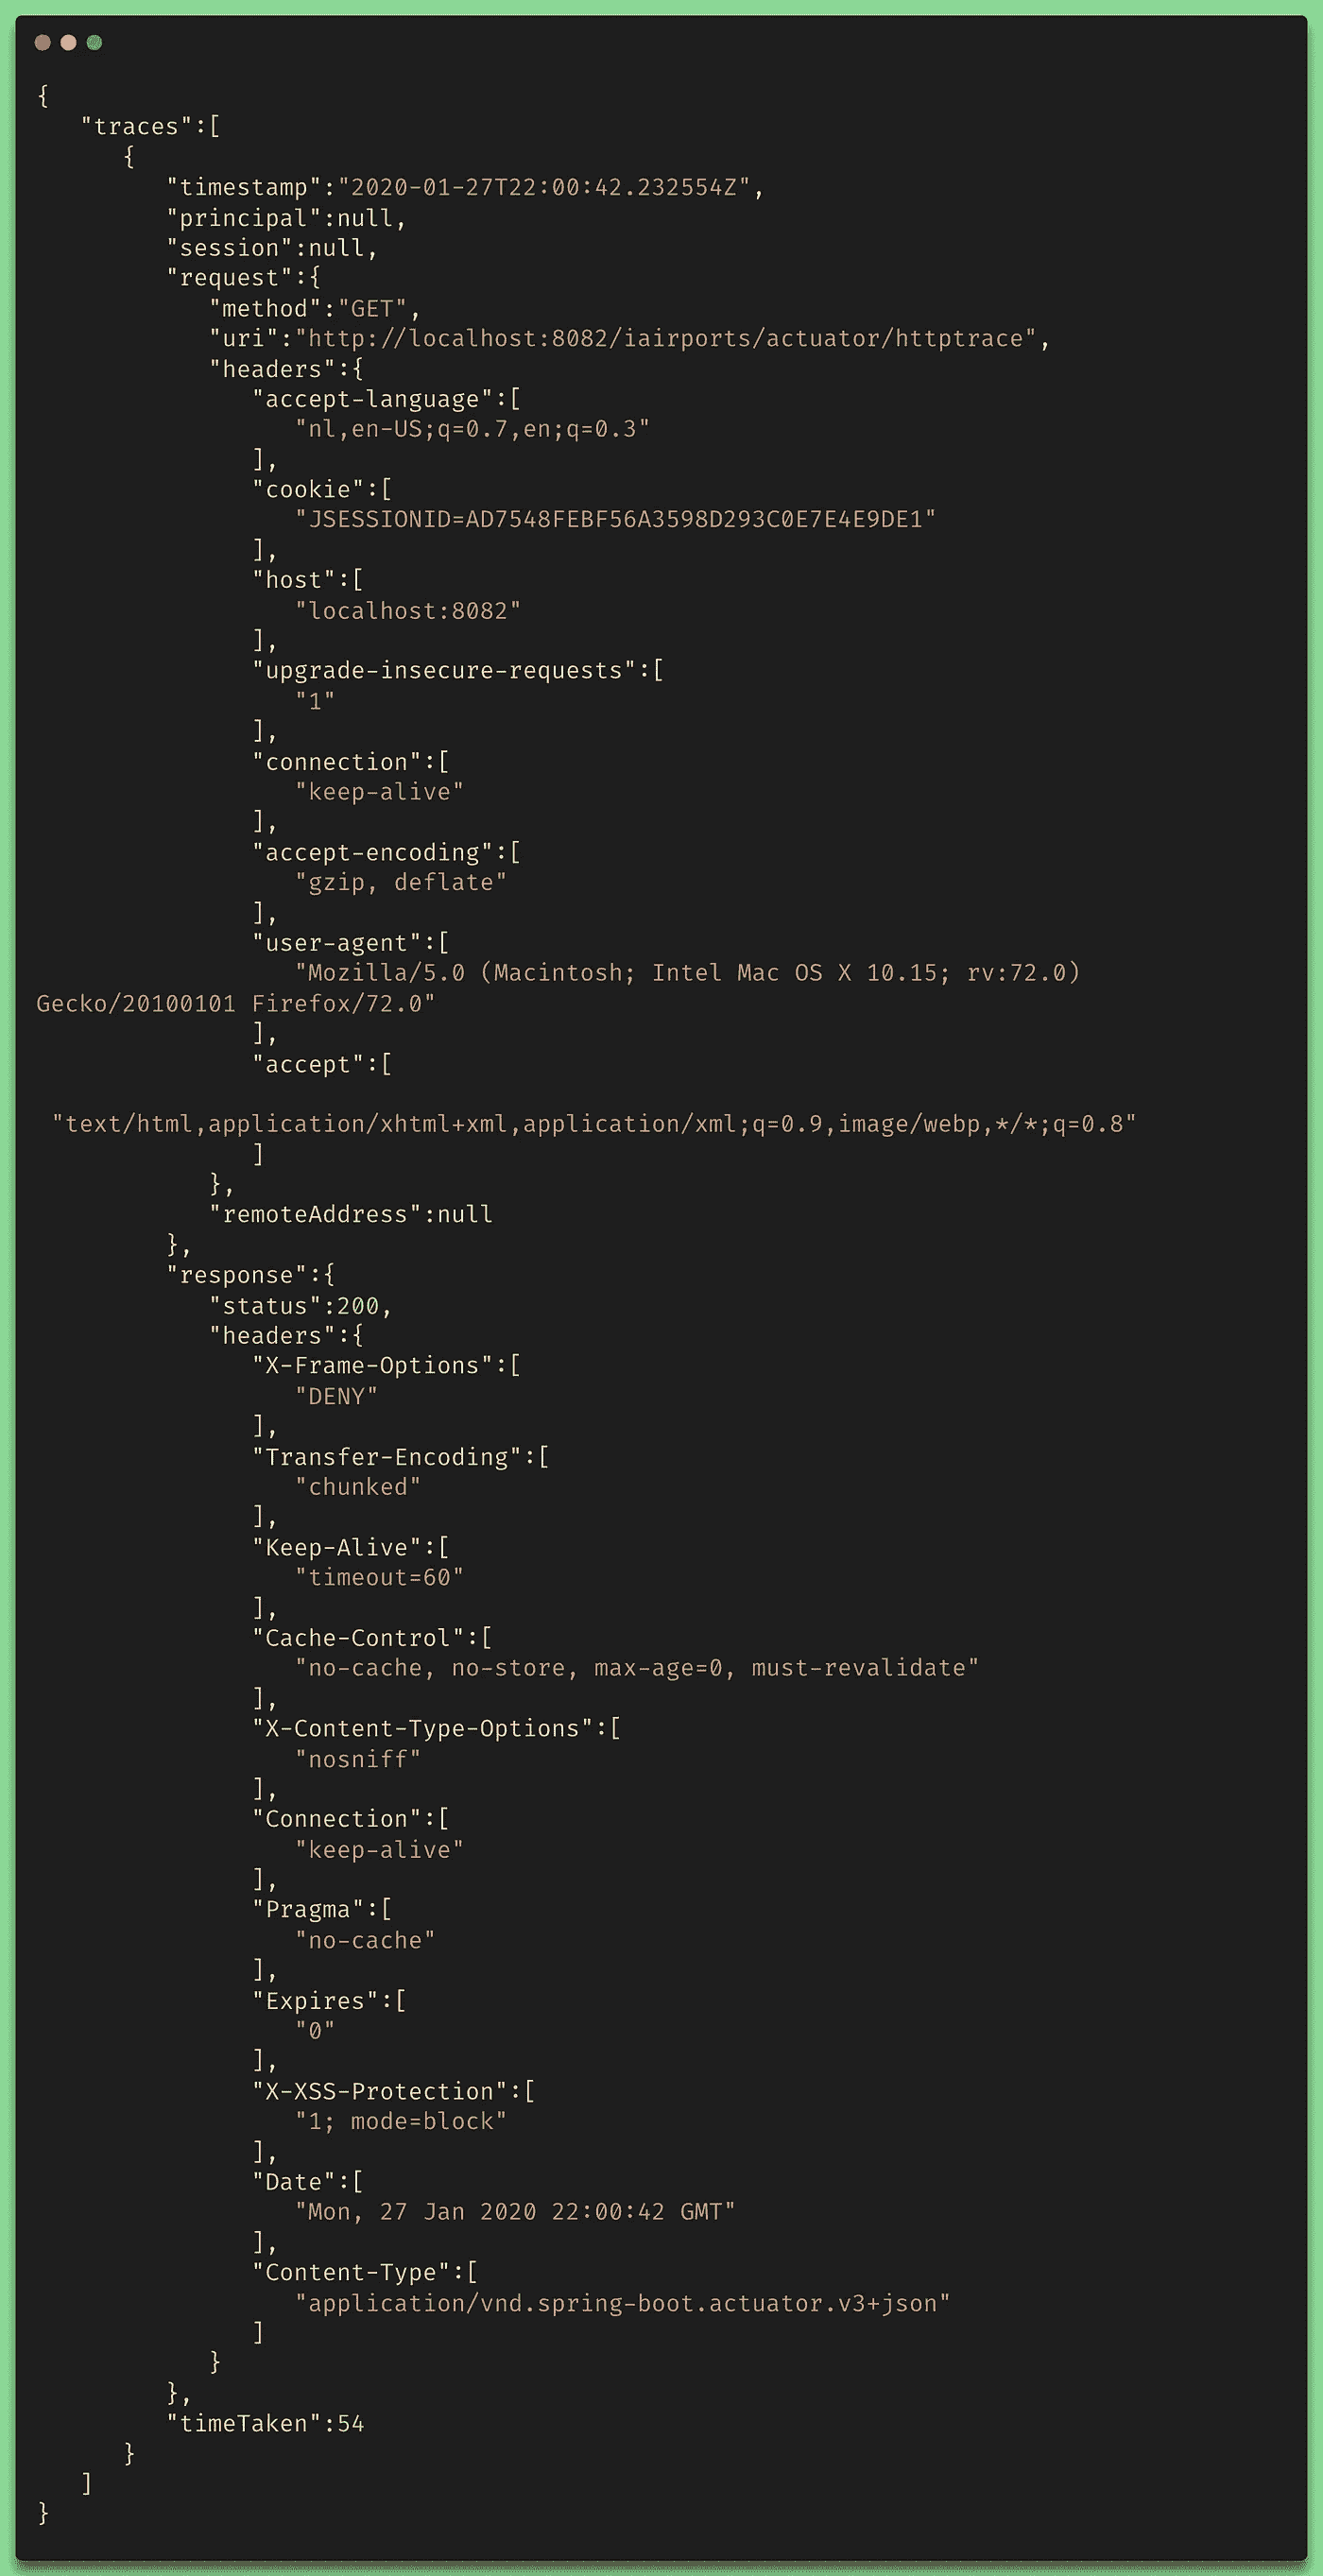 {
   "traces":[
      {
         "timestamp":"2020-01-27T22:00:42.232554Z",
         "principal":null,
         "session":null,
         "request":{
            "method":"GET",
            "uri":"http://localhost:8082/iairports/actuator/httptrace",
            "headers":{
               "accept-language":[
                  "nl,en-US;q=0.7,en;q=0.3"
               ],
               "cookie":[
                  "JSESSIONID=AD7548FEBF56A3598D293C0E7E4E9DE1"
               ],
               "host":[
                  "localhost:8082"
               ],
               "upgrade-insecure-requests":[
                  "1"
               ],
               "connection":[
                  "keep-alive"
               ],
               "accept-encoding":[
                  "gzip, deflate"
               ],
               "user-agent":[
                  "Mozilla/5.0 (Macintosh; Intel Mac OS X 10.15; rv:72.0)
Gecko/20100101 Firefox/72.0"
               ],
               "accept":[

 "text/html,application/xhtml+xml,application/xml;q=0.9,image/webp,*/*;q=0.8"
               ]
            },
            "remoteAddress":null
         },
         "response":{
            "status":200,
            "headers":{
               "X-Frame-Options":[
                  "DENY"
               ],
               "Transfer-Encoding":[
                  "chunked"
               ],
               "Keep-Alive":[
                  "timeout=60"
               ],
               "Cache-Control":[
                  "no-cache, no-store, max-age=0, must-revalidate"
               ],
               "X-Content-Type-Options":[
                  "nosniff"
               ],
               "Connection":[
                  "keep-alive"
               ],
               "Pragma":[
                  "no-cache"
               ],
               "Expires":[
                  "0"
               ],
               "X-XSS-Protection":[
                  "1; mode=block"
               ],
               "Date":[
                  "Mon, 27 Jan 2020 22:00:42 GMT"
               ],
               "Content-Type":[
                  "application/vnd.spring-boot.actuator.v3+json"
               ]
            }
         },
         "timeTaken":54
      }
   ]
}